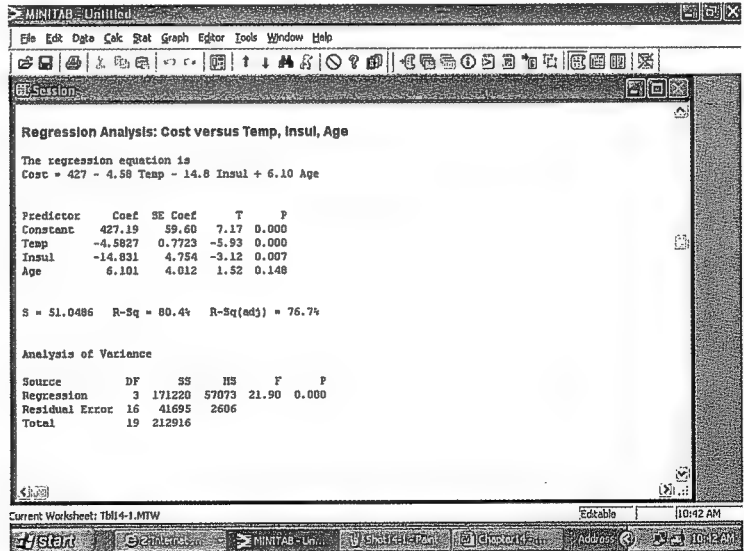 MINITAB - Untitled
File Edit Data Calc Stat Graph Editor Tools Window Help
Session
Regression Analysis: Cost versus Temp, Insul, Age
The regression equation is
Cost = 427 - 4.58 Temp - 14.8 Insul + 6.10 Age
Predictor Coef SE Coef T P
Constant 427.19 59.60 7.17 0.000
Temp -4.5827 0.7723 -5.93 0.000
Insul -14.831 4.754 -3.12 0.007
Age 6.101 4.012 1.52 0.148
S = 51.0486 R-Sq = 80.4% R-Sq(adj) = 76.7%
Analysis of Variance
Source DF SS MS F P
Regression 3 171220 57073 21.90 0.000
Residual Error 16 41695 2606
Total 19 212916
Current Worksheet: Tbl14-1.MTW Editable 10:42 AM
start MINITAB - Un... Address 10:42 AM